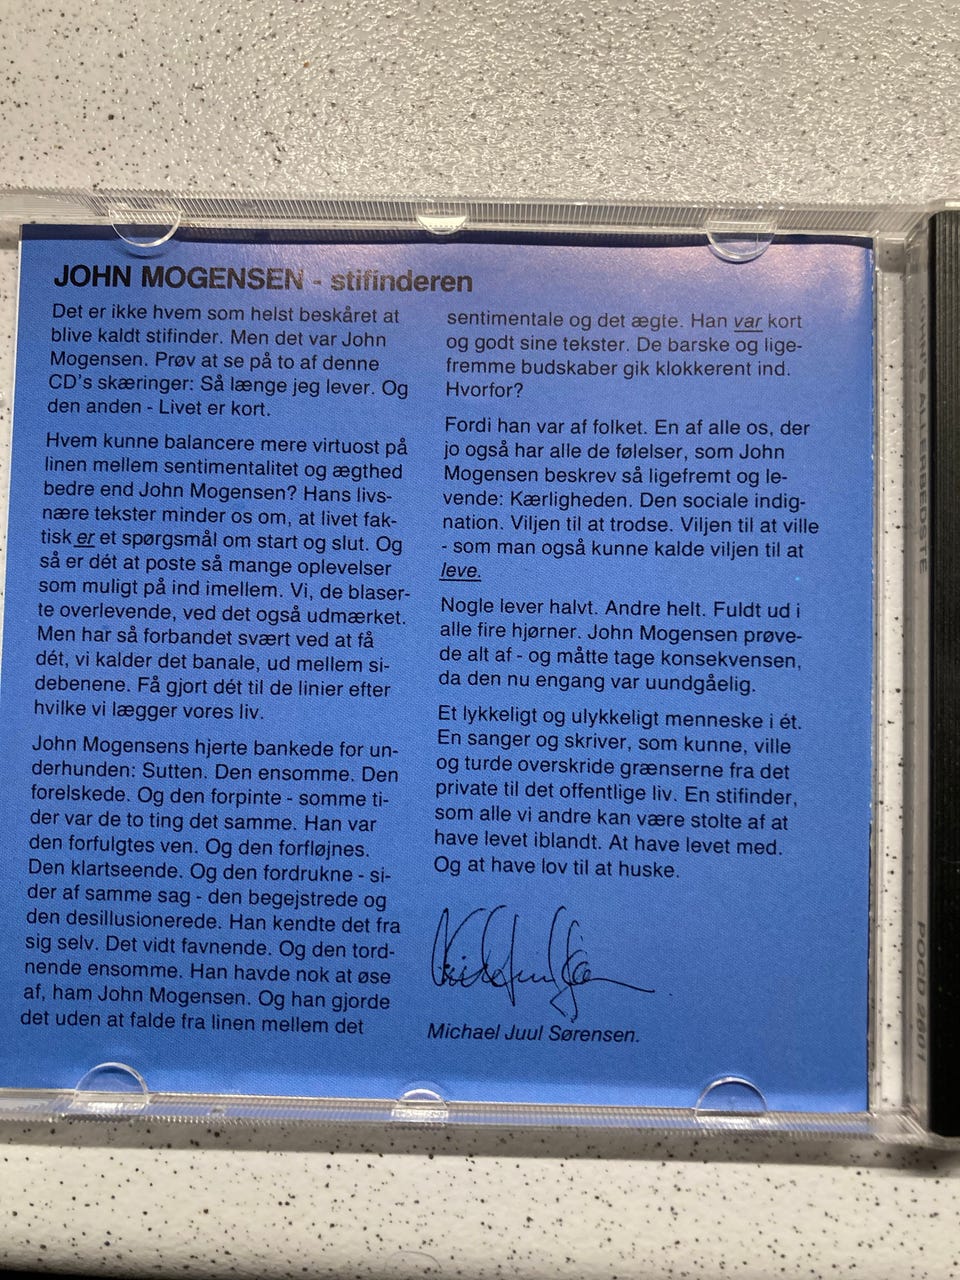 JOHN MOGENSEN - stifinderen
Det er ikke hvem som helst beskåret at
blive kaldt stifinder. Men det var John
Mogensen. Prøv at se på to af denne
CD's skæringer: Så længe jeg lever. Og
den anden - Livet er kort.
Hvem kunne balancere mere virtuost på
linen mellem sentimentalitet og ægthed
bedre end John Mogensen? Hans livs-
nære tekster minder os om, at livet fak-
tisk er et spørgsmål om start og slut. Og
så er dét at poste så mange oplevelser
som muligt på ind imellem. Vi, de blaser-
te overlevende, ved det også udmærket.
Men har så forbandet svært ved at få
dét, vi kalder det banale, ud mellem si-
debenene. Få gjort dét til de linier efter
hvilke vi lægger vores liv.
John Mogensens hjerte bankede for un-
derhunden: Sutten. Den ensomme. Den
forelskede. Og den forpinte - somme ti-
der var de to ting det samme. Han var
den forfulgtes ven. Og den forfløjnes.
Den klartseende. Og den fordrukne - si-
der af samme sag - den begejstrede og
den desillusionerede. Han kendte det fra
sig selv. Det vidt favnende. Og den tord-
nende ensomme. Han havde nok at øse
af, ham John Mogensen. Og han gjorde
det uden at falde fra linen mellem det
sentimentale og det ægte. Han var kort
og godt sine tekster. De barske og lige-
fremme budskaber gik klokkerent ind.
Hvorfor?
Fordi han var af folket. En af alle os, der
jo også har alle de følelser, som John
Mogensen beskrev så ligefremt og le-
vende: Kærligheden. Den sociale indig-
nation. Viljen til at trodse. Viljen til at ville
- som man også kunne kalde viljen til at
leve.
Nogle lever halvt. Andre helt. Fuldt ud i
alle fire hjørner. John Mogensen prøve-
de alt af - og måtte tage konsekvensen,
da den nu engang var uundgåelig.
Et lykkeligt og ulykkeligt menneske i ét.
En sanger og skriver, som kunne, ville
og turde overskride grænserne fra det
private til det offentlige liv. En stifinder,
som alle vi andre kan være stolte af at
have levet iblandt. At have levet med.
Og at have lov til at huske.
Michael Juul Sørensen.
ALLERBEDSTE
POCD 2601